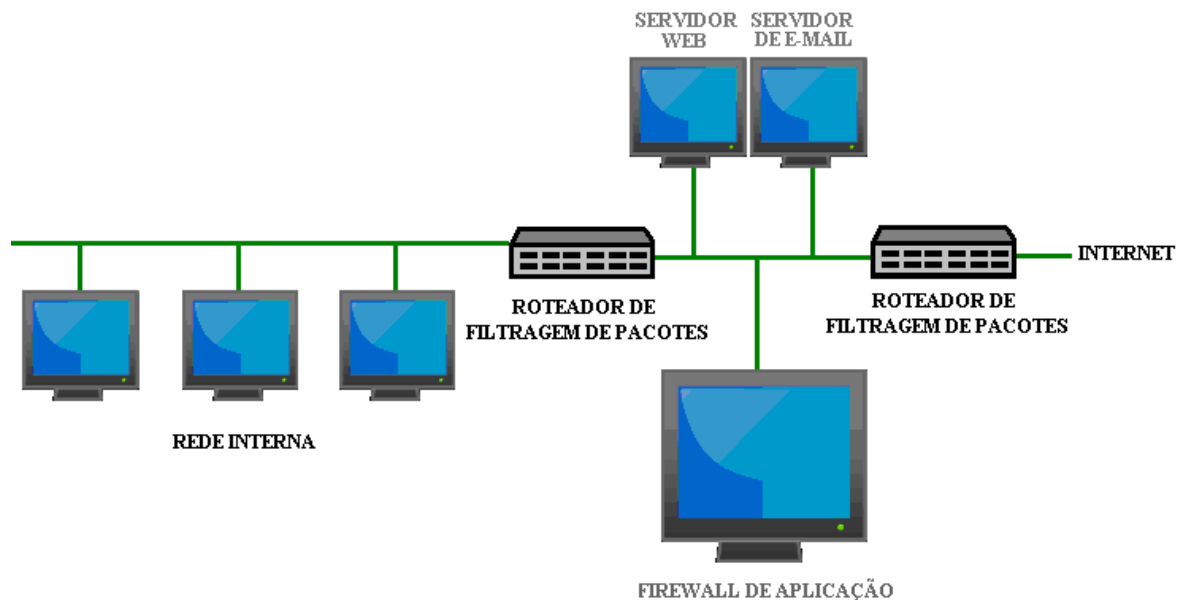 SERVIDOR
WEB
SERVIDOR
DE E-MAIL
INTERNET
ROTEADOR DE
FILTRAGEM DE PACOTES
ROTEADOR DE
FILTRAGEM DE PACOTES
REDE INTERNA
FIREWALL DE APLICAÇÃO